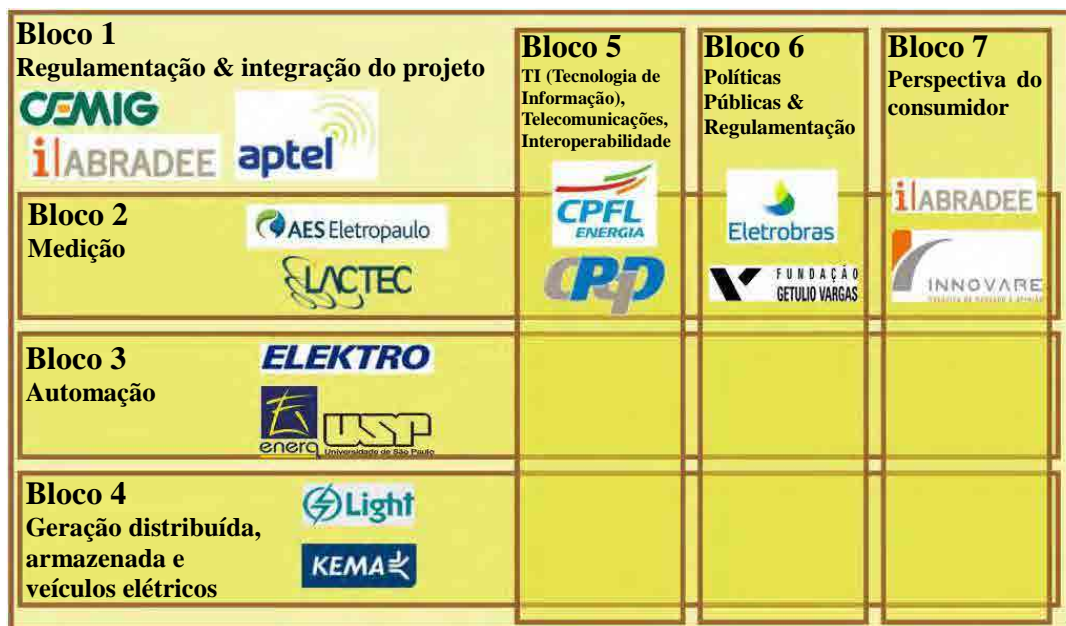 Bloco 1
Regulamentação & integração do projeto
CEMIG
i|ABRADEE
aptel
Bloco 5
TI (Tecnologia de
Informação),
Telecomunicações,
Interoperabilidade
CPFL
ENERGIA
CPqD
Bloco 6
Políticas
Públicas &
Regulamentação
Eletrobras
FUNDAÇÃO
GETULIO VARGAS
Bloco 7
Perspectiva do
consumidor
i|ABRADEE
INNOVARE
Bloco 2
Medição
AES Eletropaulo
LACTEC
Bloco 3
Automação
ELEKTRO
enerq
USP
Universidade de São Paulo
Bloco 4
Geração distribuída,
armazenada e
veículos elétricos
Light
KEMA